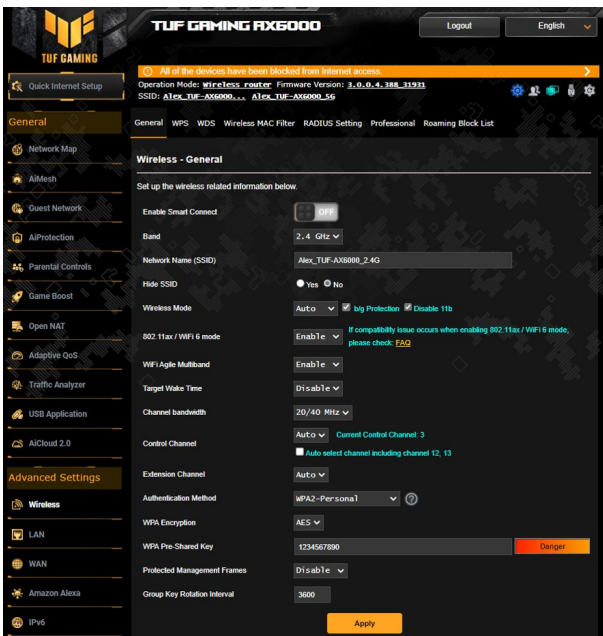 TUF GAMING
TUF GAMING AX6000
Logout
English
All of the devices have been blocked from Internet access.
Quick Internet Setup
Operation Mode: Wireless router Firmware Version: 3.0.0.4.388_31931
SSID: Alex_TUF-AX6000... Alex_TUF-AX6000_5G
General
General WPS WDS Wireless MAC Filter RADIUS Setting Professional Roaming Block List
Network Map
AiMesh
Guest Network
AiProtection
Parental Controls
Game Boost
Open NAT
Adaptive QoS
Traffic Analyzer
USB Application
AiCloud 2.0
Advanced Settings
Wireless
LAN
WAN
Amazon Alexa
IPv6
Wireless - General
Set up the wireless related information below.
Enable Smart Connect OFF
Band 2.4 GHz
Network Name (SSID) Alex_TUF-AX6000_2.4G
Hide SSID Yes No
Wireless Mode Auto b/g Protection Disable 11b
802.11ax / WiFi 6 mode Enable If compatibility issue occurs when enabling 802.11ax / WiFi 6 mode,
please check: FAQ
WiFi Agile Multiband Enable
Target Wake Time Disable
Channel bandwidth 20/40 MHz
Control Channel Auto Current Control Channel: 3
Auto select channel including channel 12, 13
Extension Channel Auto
Authentication Method WPA2-Personal ?
WPA Encryption AES
WPA Pre-Shared Key 1234567890 Danger
Protected Management Frames Disable
Group Key Rotation Interval 3600
Apply